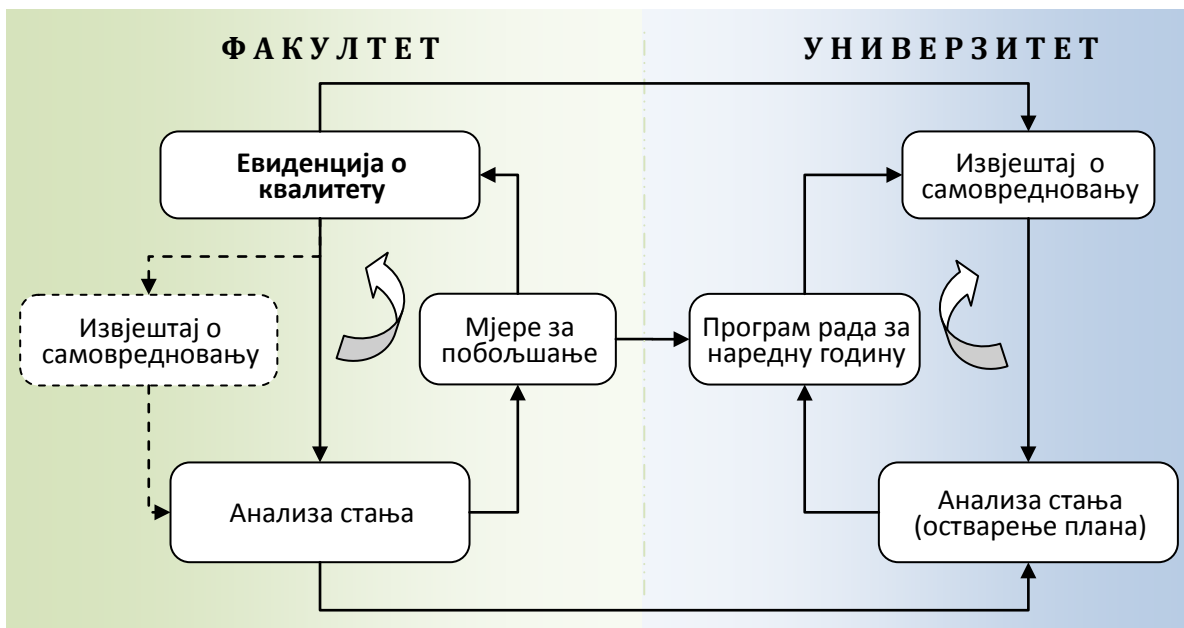 ФАКУЛТЕТ
УНИВЕРЗИТЕТ
Евиденција о
квалитету
Извјештај о
самовредновању
Извјештај о
самовредновању
Мјере за
побољшање
Програм рада за
наредну годину
Анализа стања
Анализа стања
(остварење плана)